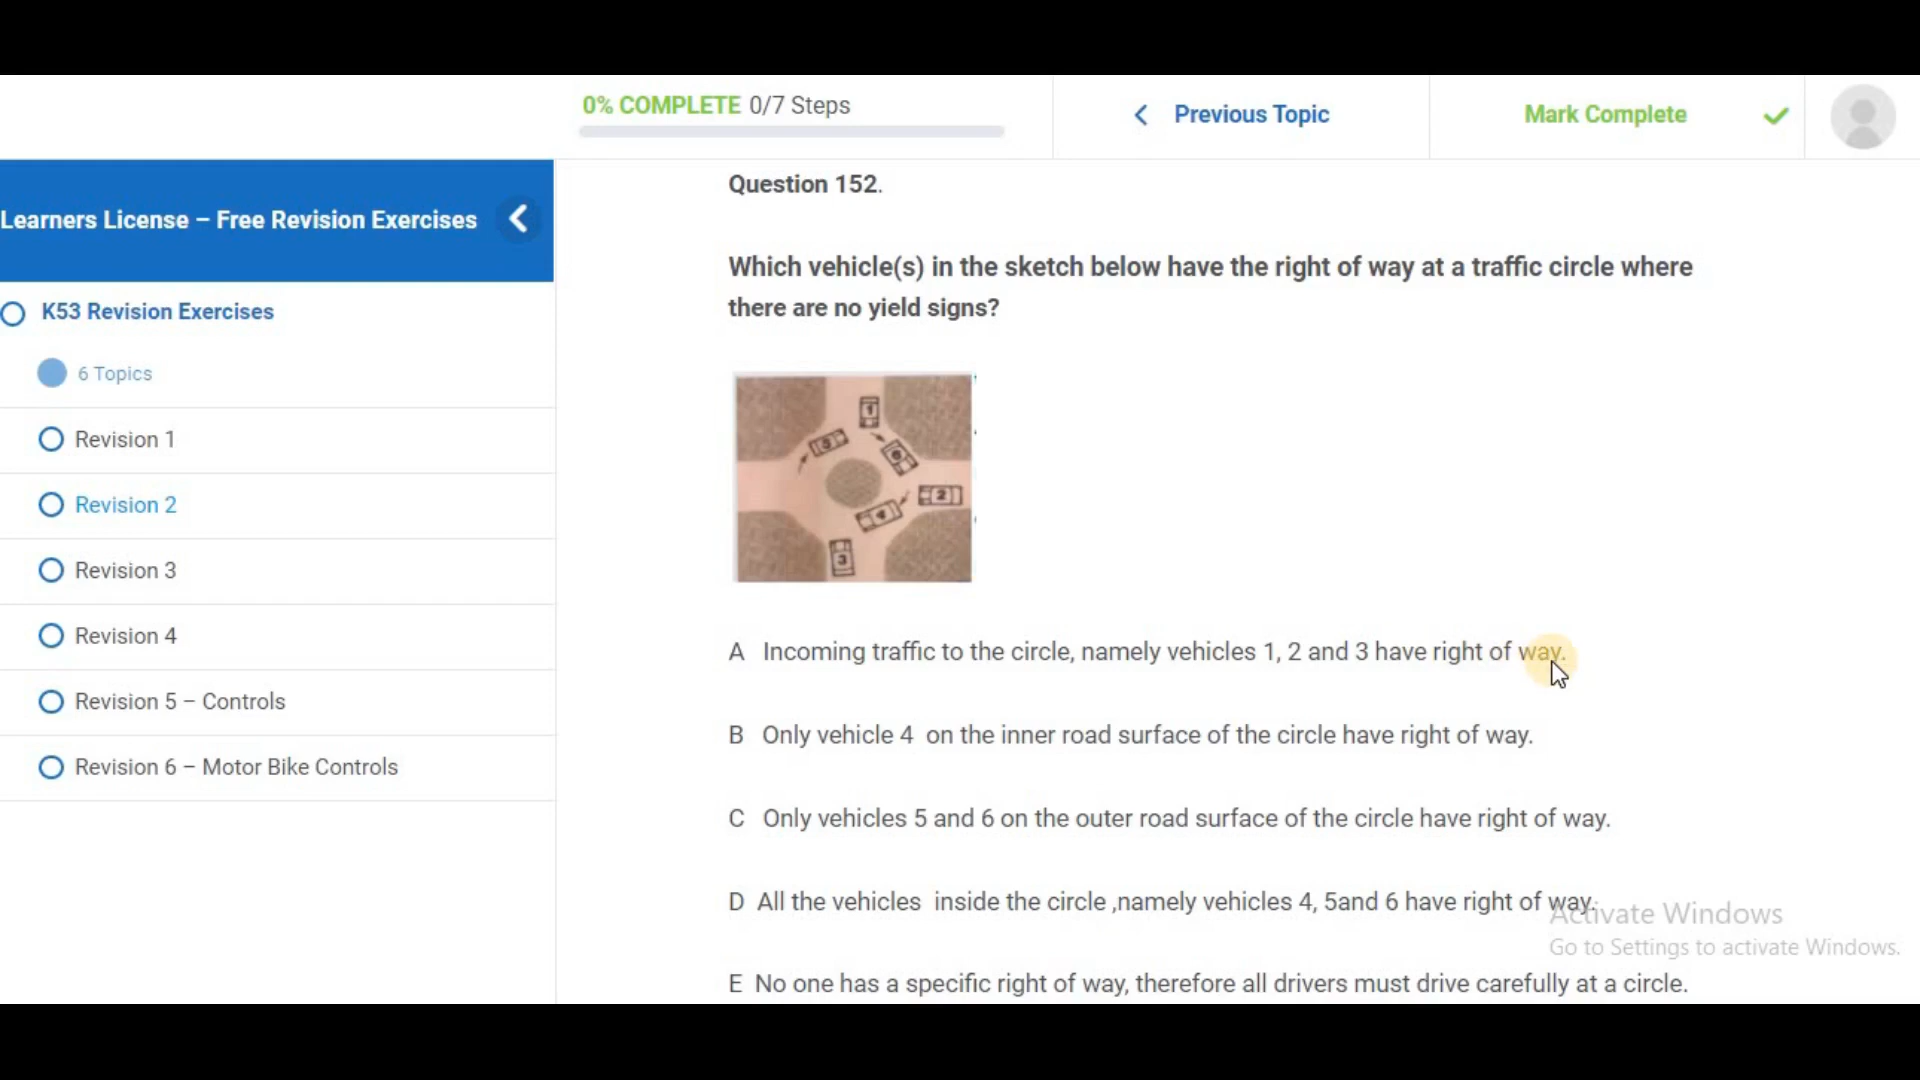 0% COMPLETE 0/7 Steps
Previous Topic
Mark Complete
Learners License – Free Revision Exercises
K53 Revision Exercises
6 Topics
Revision 1
Revision 2
Revision 3
Revision 4
Revision 5 – Controls
Revision 6 – Motor Bike Controls
Question 152.
Which vehicle(s) in the sketch below have the right of way at a traffic circle where
there are no yield signs?
1
5
6
2
4
3
A Incoming traffic to the circle, namely vehicles 1, 2 and 3 have right of way.
B Only vehicle 4 on the inner road surface of the circle have right of way.
C Only vehicles 5 and 6 on the outer road surface of the circle have right of way.
D All the vehicles inside the circle ,namely vehicles 4, 5and 6 have right of way.
E No one has a specific right of way, therefore all drivers must drive carefully at a circle.
Activate Windows
Go to Settings to activate Windows.